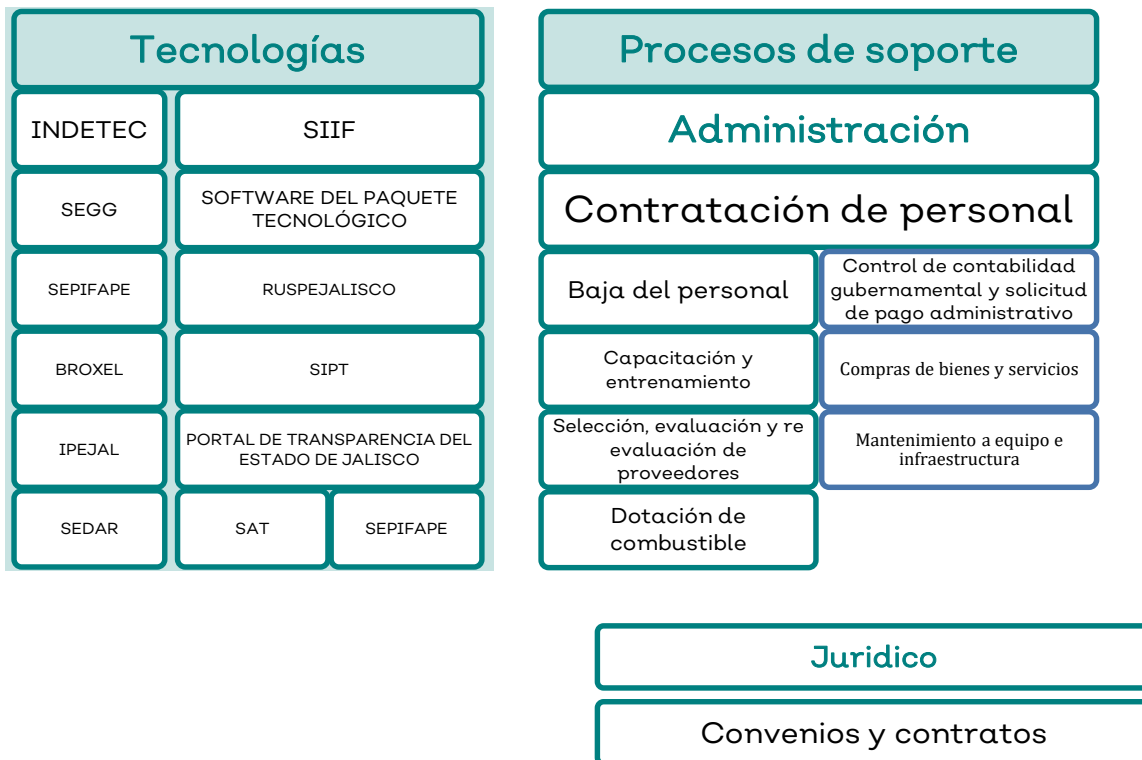 Tecnologías
INDETEC
SIIF
SEGG
SOFTWARE DEL PAQUETE
TECNOLÓGICO
SEPIFAPE
RUSPEJALISCO
BROXEL
SIPT
IPEJAL
PORTAL DE TRANSPARENCIA DEL
ESTADO DE JALISCO
SEDAR
SAT
SEPIFAPE
Procesos de soporte
Administración
Contratación de personal
Baja del personal
Control de contabilidad
gubernamental y solicitud
de pago administrativo
Capacitación y
entrenamiento
Compras de bienes y servicios
Selección, evaluación y re
evaluación de
proveedores
Mantenimiento a equipo e
infraestructura
Dotación de
combustible
Juridico
Convenios y contratos